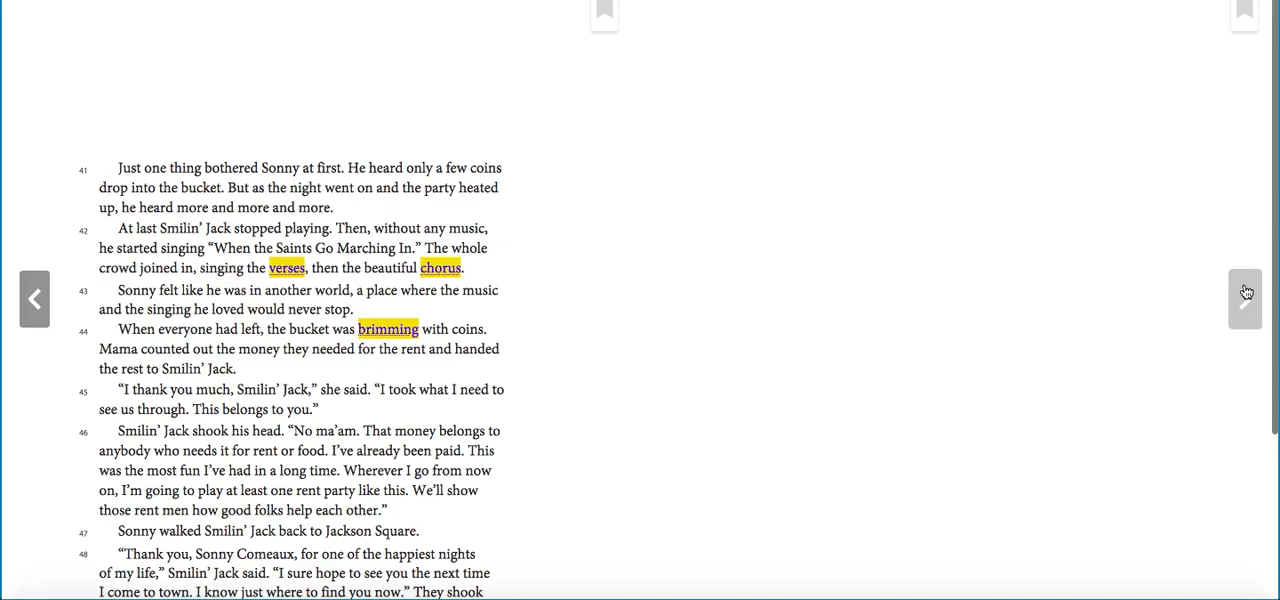 41 Just one thing bothered Sonny at first. He heard only a few coins
drop into the bucket. But as the night went on and the party heated
up, he heard more and more and more.
42 At last Smilin’ Jack stopped playing. Then, without any music,
he started singing “When the Saints Go Marching In.” The whole
crowd joined in, singing the verses, then the beautiful chorus.
43 Sonny felt like he was in another world, a place where the music
and the singing he loved would never stop.
44 When everyone had left, the bucket was brimming with coins.
Mama counted out the money they needed for the rent and handed
the rest to Smilin’ Jack.
45 “I thank you much, Smilin’ Jack,” she said. “I took what I need to
see us through. This belongs to you.”
46 Smilin’ Jack shook his head. “No ma’am. That money belongs to
anybody who needs it for rent or food. I’ve already been paid. This
was the most fun I’ve had in a long time. Wherever I go from now
on, I’m going to play at least one rent party like this. We’ll show
those rent men how good folks help each other.”
47 Sonny walked Smilin’ Jack back to Jackson Square.
48 “Thank you, Sonny Comeaux, for one of the happiest nights
of my life,” Smilin’ Jack said. “I sure hope to see you the next time
I come to town. I know just where to find you now.” They shook